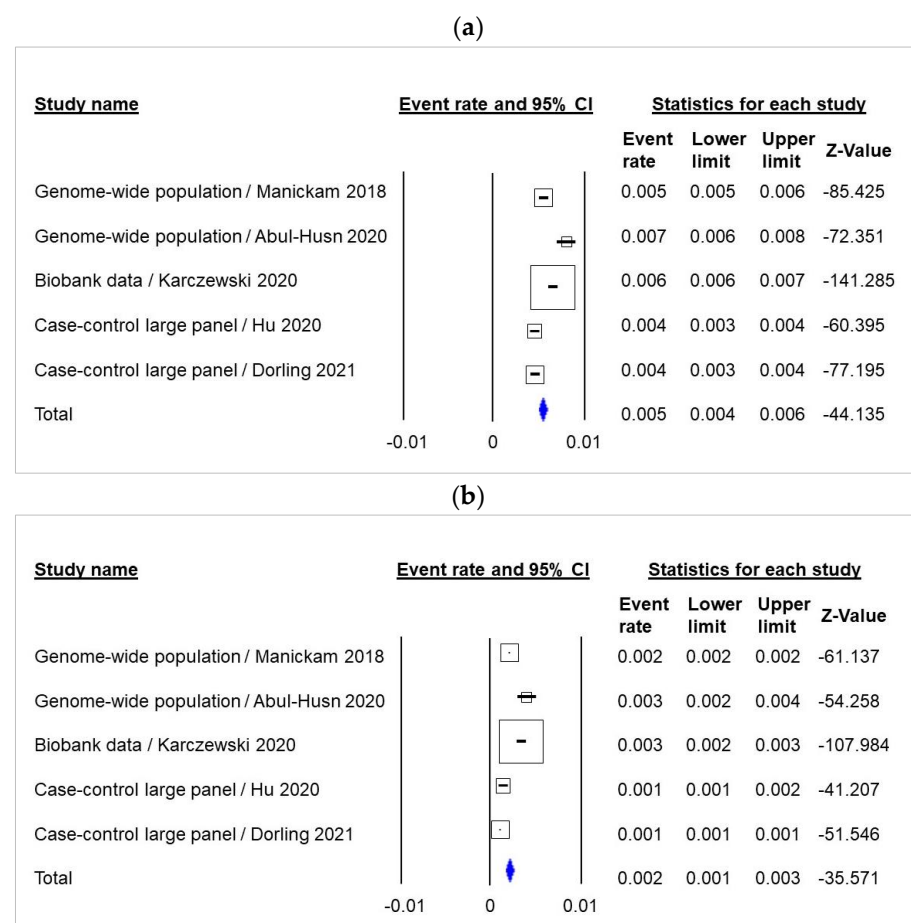 (a)
Study name Event rate and 95% CI Statistics for each study
Event Lower Upper Z-Value
rate limit limit
Genome-wide population / Manickam 2018 0.005 0.005 0.006 -85.425
Genome-wide population / Abul-Husn 2020 0.007 0.006 0.008 -72.351
Biobank data / Karczewski 2020 0.006 0.006 0.007 -141.285
Case-control large panel / Hu 2020 0.004 0.003 0.004 -60.395
Case-control large panel / Dorling 2021 0.004 0.003 0.004 -77.195
Total 0.005 0.004 0.006 -44.135
-0.01 0 0.01
(b)
Study name Event rate and 95% CI Statistics for each study
Event Lower Upper Z-Value
rate limit limit
Genome-wide population / Manickam 2018 0.002 0.002 0.002 -61.137
Genome-wide population / Abul-Husn 2020 0.003 0.002 0.004 -54.258
Biobank data / Karczewski 2020 0.003 0.002 0.003 -107.984
Case-control large panel / Hu 2020 0.001 0.001 0.002 -41.207
Case-control large panel / Dorling 2021 0.001 0.001 0.001 -51.546
Total 0.002 0.001 0.003 -35.571
-0.01 0 0.01